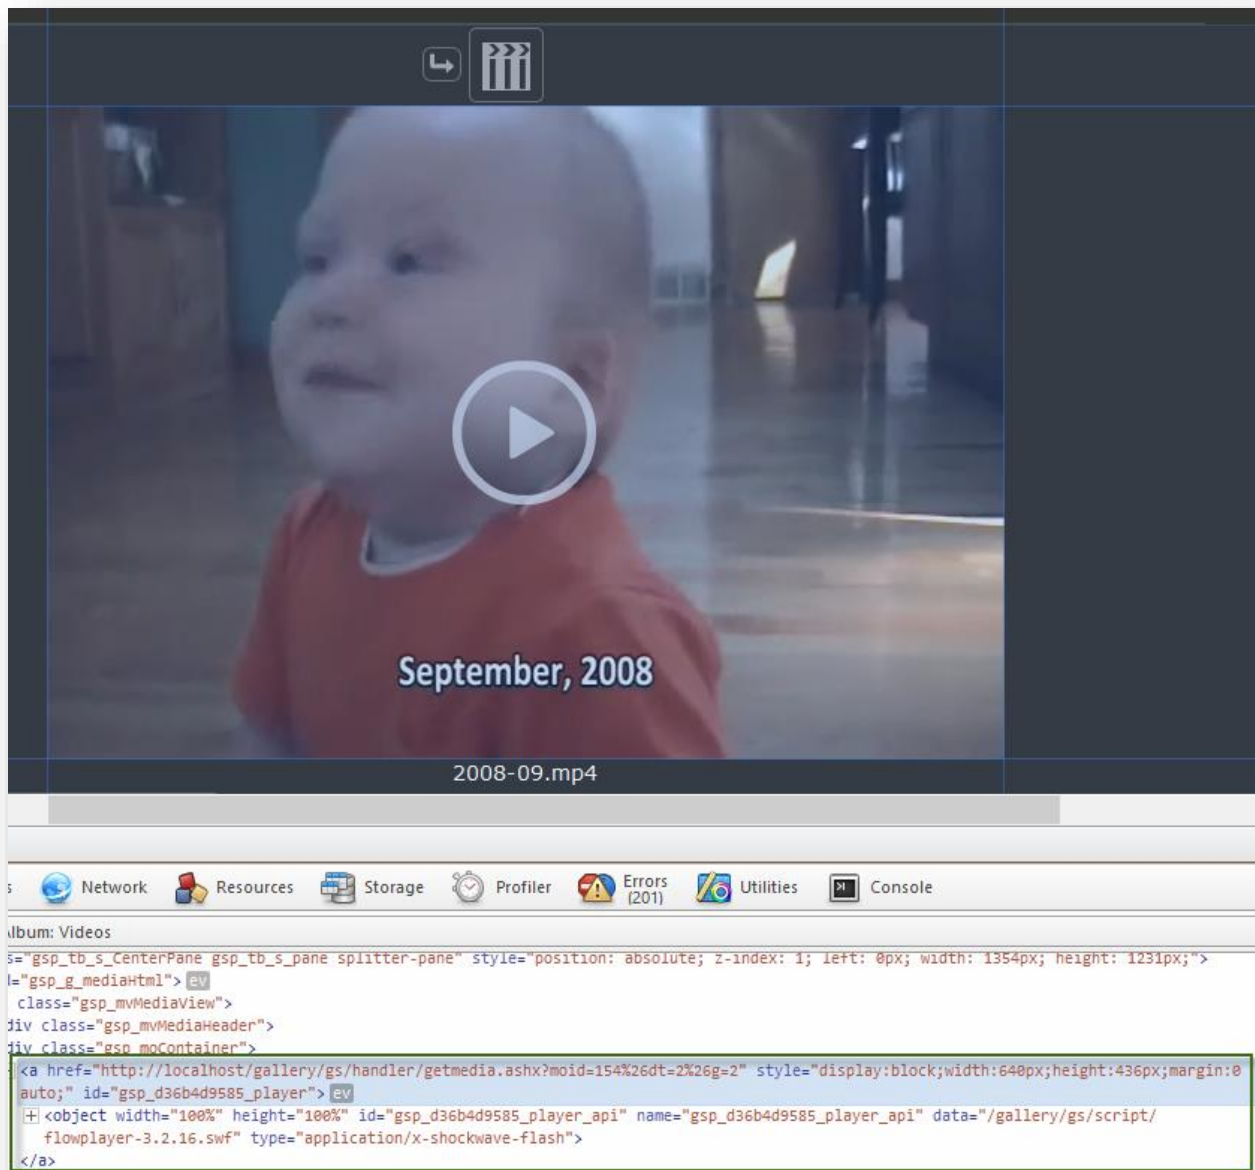 September, 2008
2008-09.mp4
s Network Resources Storage Profiler Errors (201) Utilities Console
Album: Videos
s="gsp_tb_s_CenterPane gsp_tb_s_pane splitter-pane" style="position: absolute; z-index: 1; left: 0px; width: 1354px; height: 1231px;">
="gsp_g_mediaHtml"> ev
class="gsp_mvMediaView">
div class="gsp_mvMediaHeader">
div class="gsp_moContainer">
<a href="http://localhost/gallery/gs/handler/getmedia.ashx?moid=154%26dt=2%26g=2" style="display:block;width:640px;height:436px;margin:0
auto;" id="gsp_d36b4d9585_player"> ev
<object width="100%" height="100%" id="gsp_d36b4d9585_player_api" name="gsp_d36b4d9585_player_api" data="/gallery/gs/script/
flowplayer-3.2.16.swf" type="application/x-shockwave-flash">
</a>